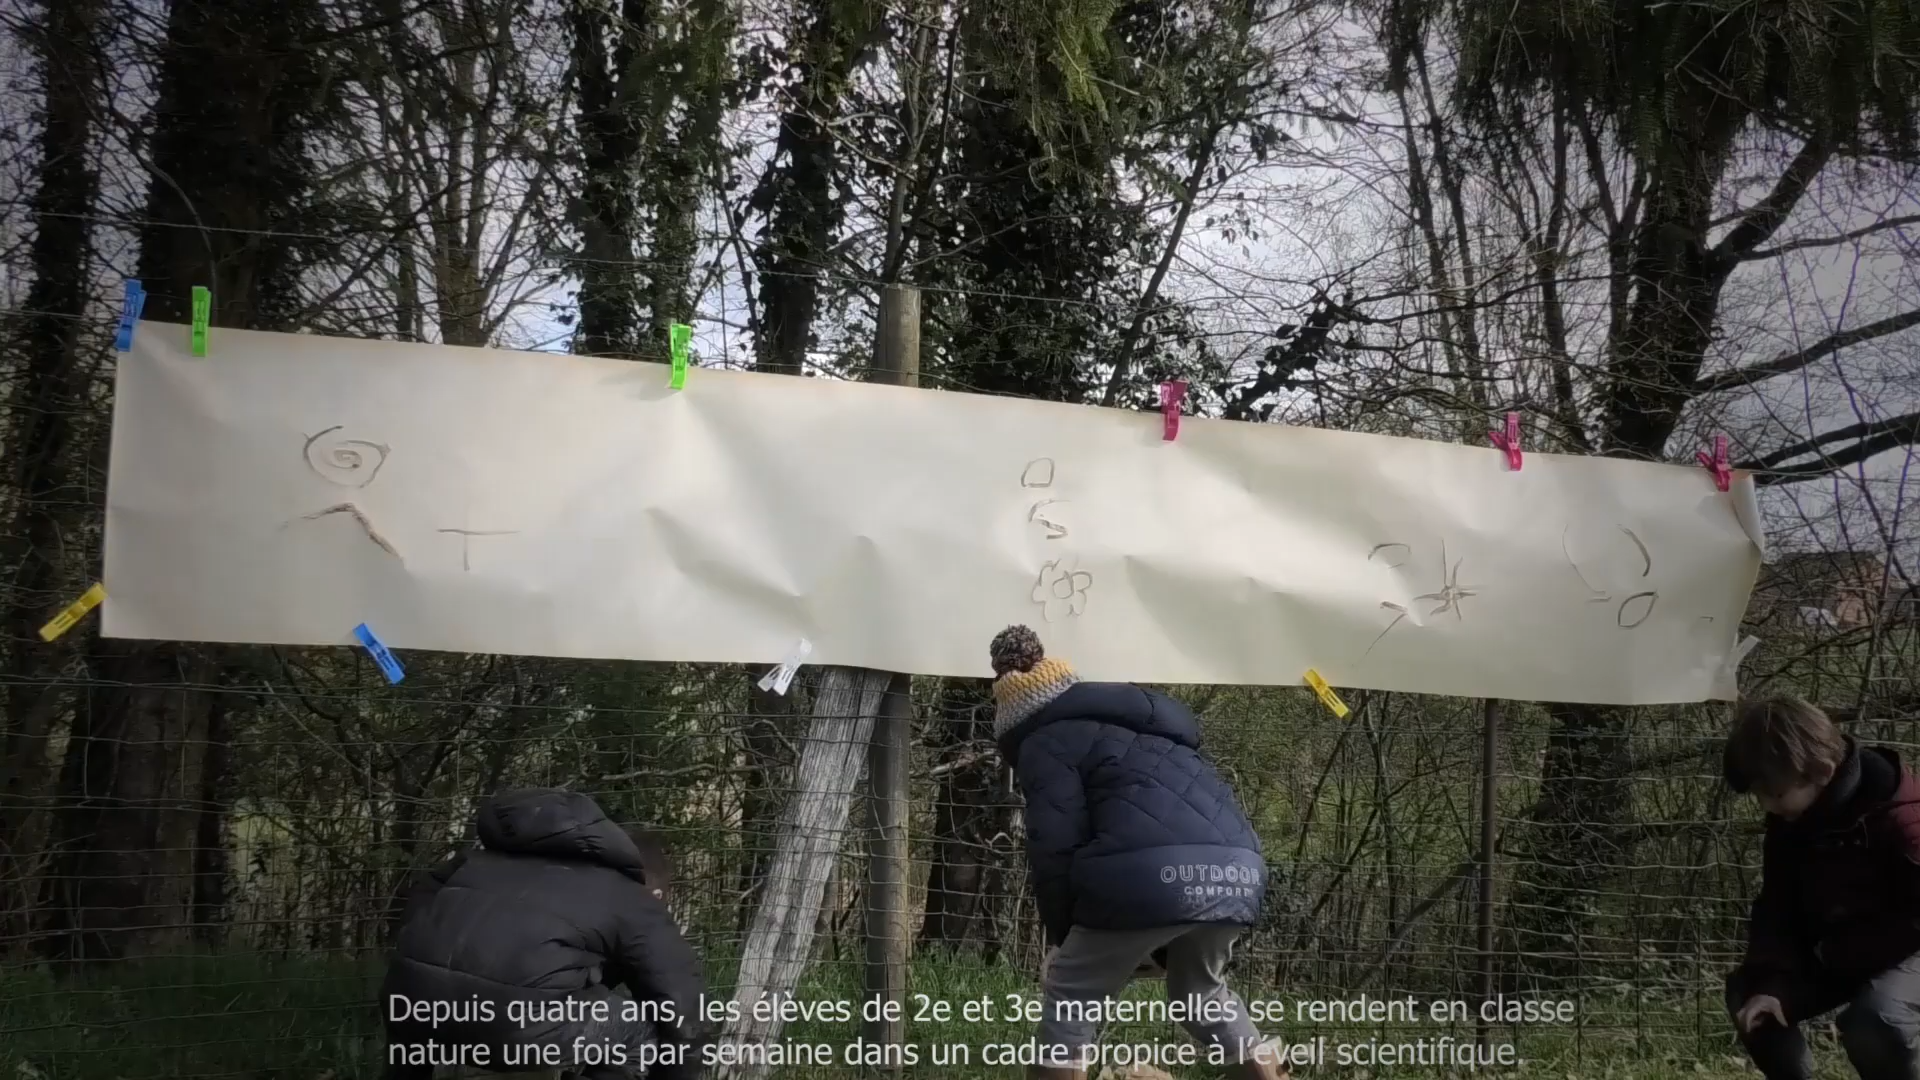 OUTDOOR
COMFORT
Depuis quatre ans, les élèves de 2e et 3e maternelles se rendent en classe
nature une fois par semaine dans un cadre propice à l'éveil scientifique.